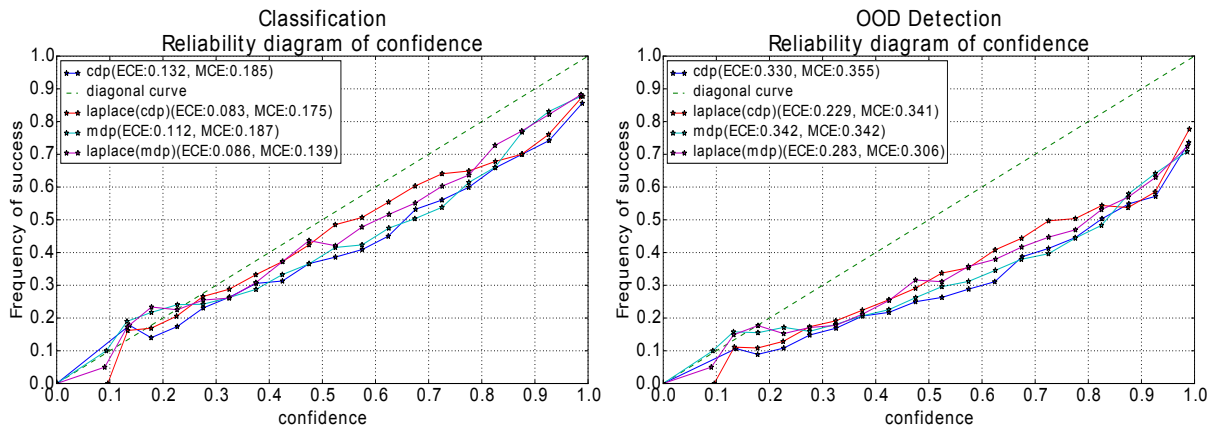 Classification
Reliability diagram of confidence
1.0
0.9
0.8
0.7
0.6
0.5
0.4
0.3
0.2
0.1
0.0
Frequency of success
cdp(ECE:0.132, MCE:0.185)
diagonal curve
laplace(cdp)(ECE:0.083, MCE:0.175)
mdp(ECE:0.112, MCE:0.187)
laplace(mdp)(ECE:0.086, MCE:0.139)
0.0 0.1 0.2 0.3 0.4 0.5 0.6 0.7 0.8 0.9 1.0
confidence
OOD Detection
Reliability diagram of confidence
1.0
0.9
0.8
0.7
0.6
0.5
0.4
0.3
0.2
0.1
0.0
Frequency of success
cdp(ECE:0.330, MCE:0.355)
diagonal curve
laplace(cdp)(ECE:0.229, MCE:0.341)
mdp(ECE:0.342, MCE:0.342)
laplace(mdp)(ECE:0.283, MCE:0.306)
0.0 0.1 0.2 0.3 0.4 0.5 0.6 0.7 0.8 0.9 1.0
confidence